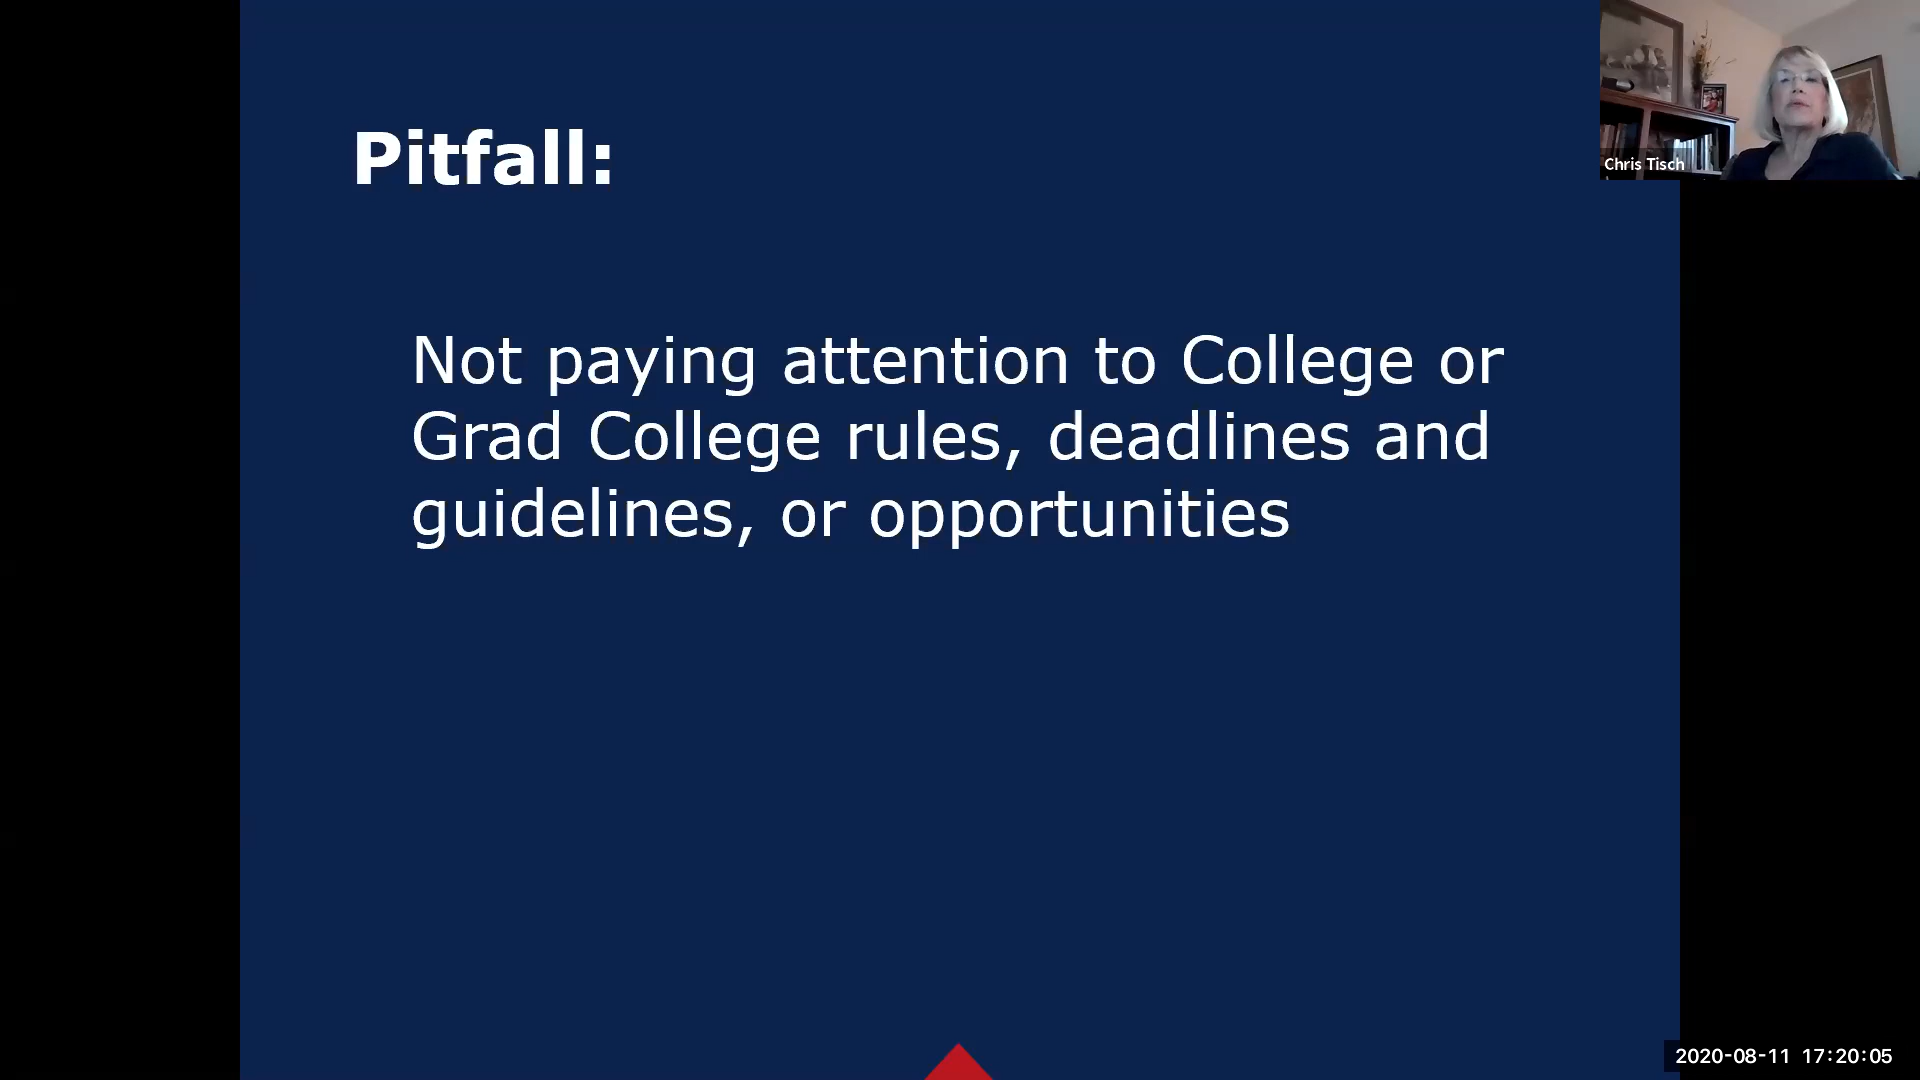 Pitfall:
Not paying attention to College or
Grad College rules, deadlines and
guidelines, or opportunities
Chris Tisch
2020-08-11 17:20:05